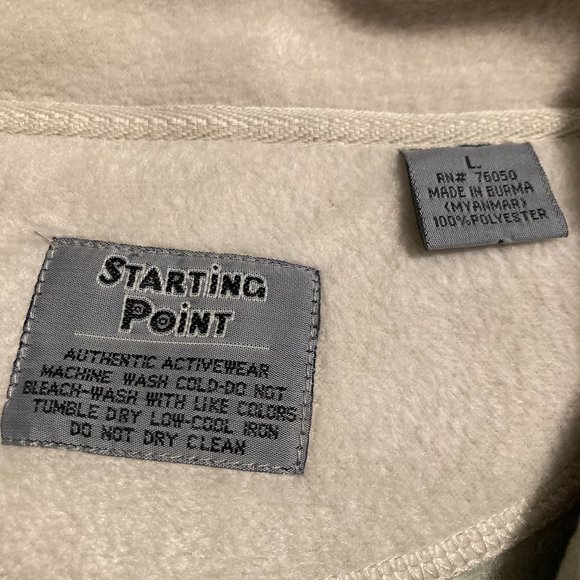 STARTING
POINT
AUTHENTIC ACTIVEWEAR
MACHINE WASH COLD-DO NOT
BLEACH-WASH WITH LIKE COLORS
TUMBLE DRY LOW-COOL IRON
DO NOT DRY CLEAN
L
RN# 76050
MADE IN BURMA
(MYANMAR)
100%POLYESTER